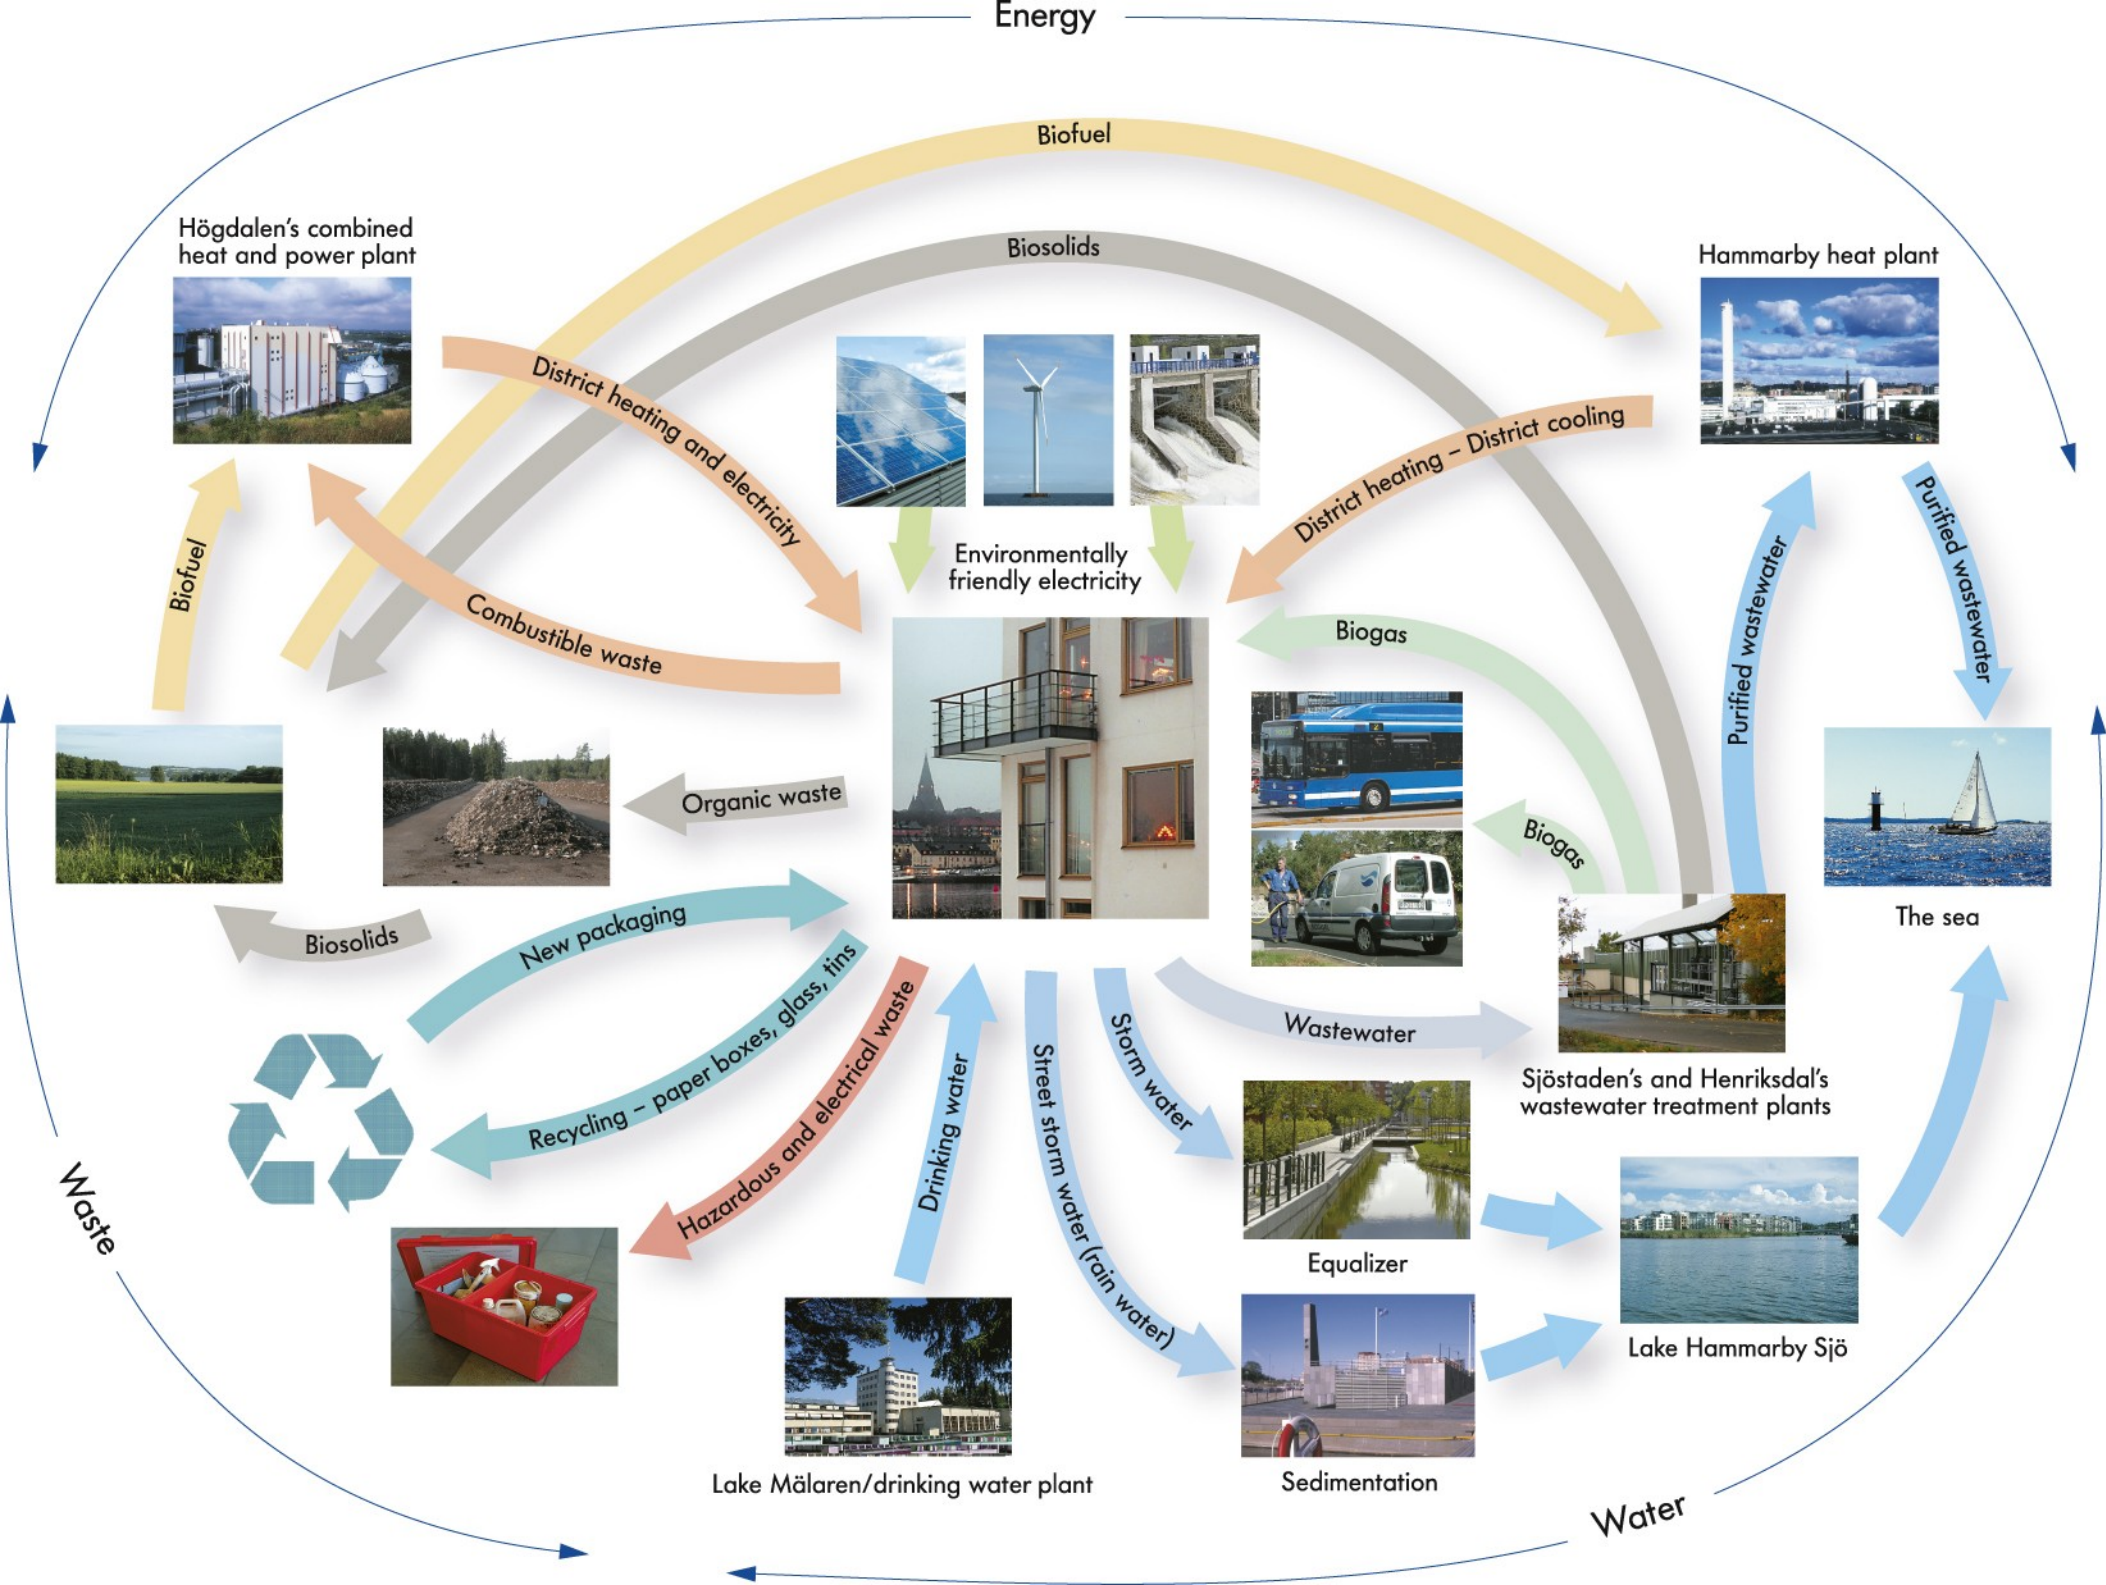 Energy
Biofuel
Biosolids
Högdalen's combined
heat and power plant
Hammarby heat plant
District heating and electricity
District heating – District cooling
Environmentally
friendly electricity
Biofuel
Combustible waste
Biogas
Purified wastewater
Purified wastewater
Organic waste
Biogas
The sea
Biosolids
New packaging
Recycling – paper boxes, glass, tins
Hazardous and electrical waste
Drinking water
Street storm water (rain water)
Storm water
Wastewater
Sjöstaden's and Henriksdal's
wastewater treatment plants
Equalizer
Lake Hammarby Sjö
Waste
Lake Mälaren/drinking water plant
Sedimentation
Water